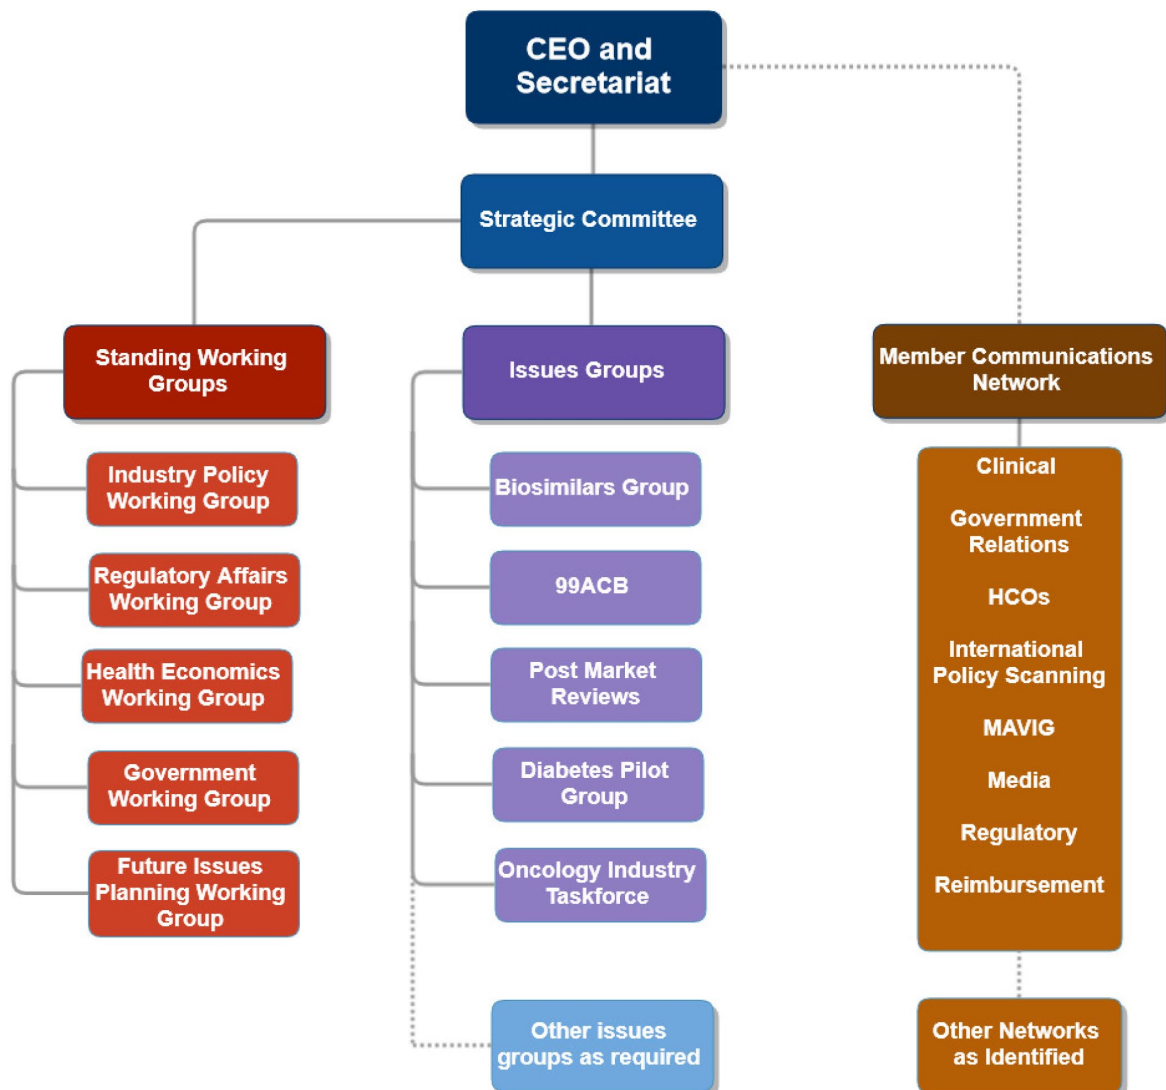 CEO and
Secretariat
Strategic Committee
Standing Working
Groups
Industry Policy
Working Group
Regulatory Affairs
Working Group
Health Economics
Working Group
Government
Working Group
Future Issues
Planning Working
Group
Issues Groups
Biosimilars Group
99ACB
Post Market
Reviews
Diabetes Pilot
Group
Oncology Industry
Taskforce
Other issues
groups as required
Member Communications
Network
Clinical
Government
Relations
HCOs
International
Policy Scanning
MAVIG
Media
Regulatory
Reimbursement
Other Networks
as Identified